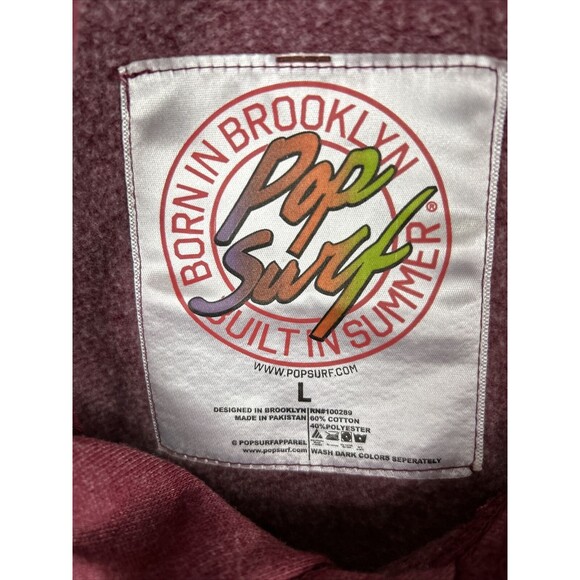 BORN IN BROOKLYN
Pop
Surf
®
BUILT IN SUMMER
WWW.POPSURF.COM
L
DESIGNED IN BROOKLYN RN#100289
MADE IN PAKISTAN 60% COTTON
40%POLYESTER
© POPSURFAPPAREL
www.popsurf.com WASH DARK COLORS SEPERATELY